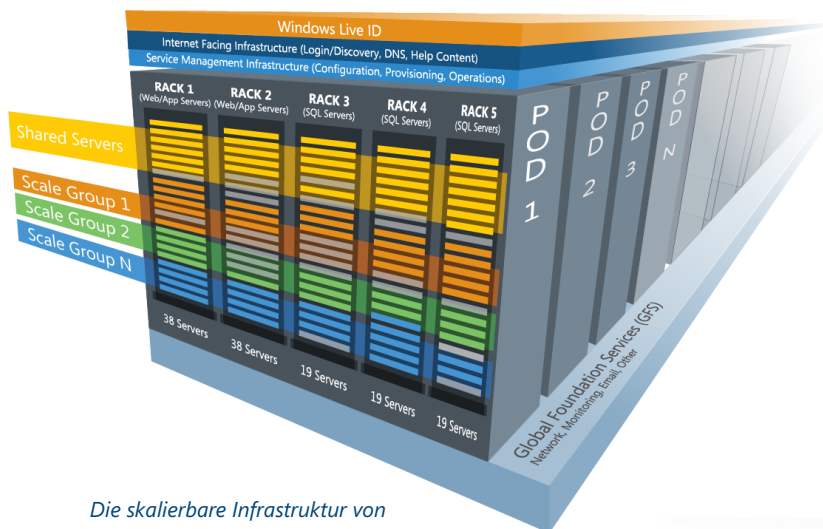 Windows Live ID
Internet Facing Infrastructure (Login/Discovery, DNS, Help Content)
Service Management Infrastructure (Configuration, Provisioning, Operations)
RACK 1
(Web/App Servers)
RACK 2
(Web/App Servers)
RACK 3
(SQL Servers)
RACK 4
(SQL Servers)
RACK 5
(SQL Servers)
POD 1
POD 2
POD 3
POD N
Shared Servers
Scale Group 1
Scale Group 2
Scale Group N
38 Servers
38 Servers
19 Servers
19 Servers
19 Servers
Global Foundation Services (GFS)
Network, Monitoring, Email, Other
Die skalierbare Infrastruktur von